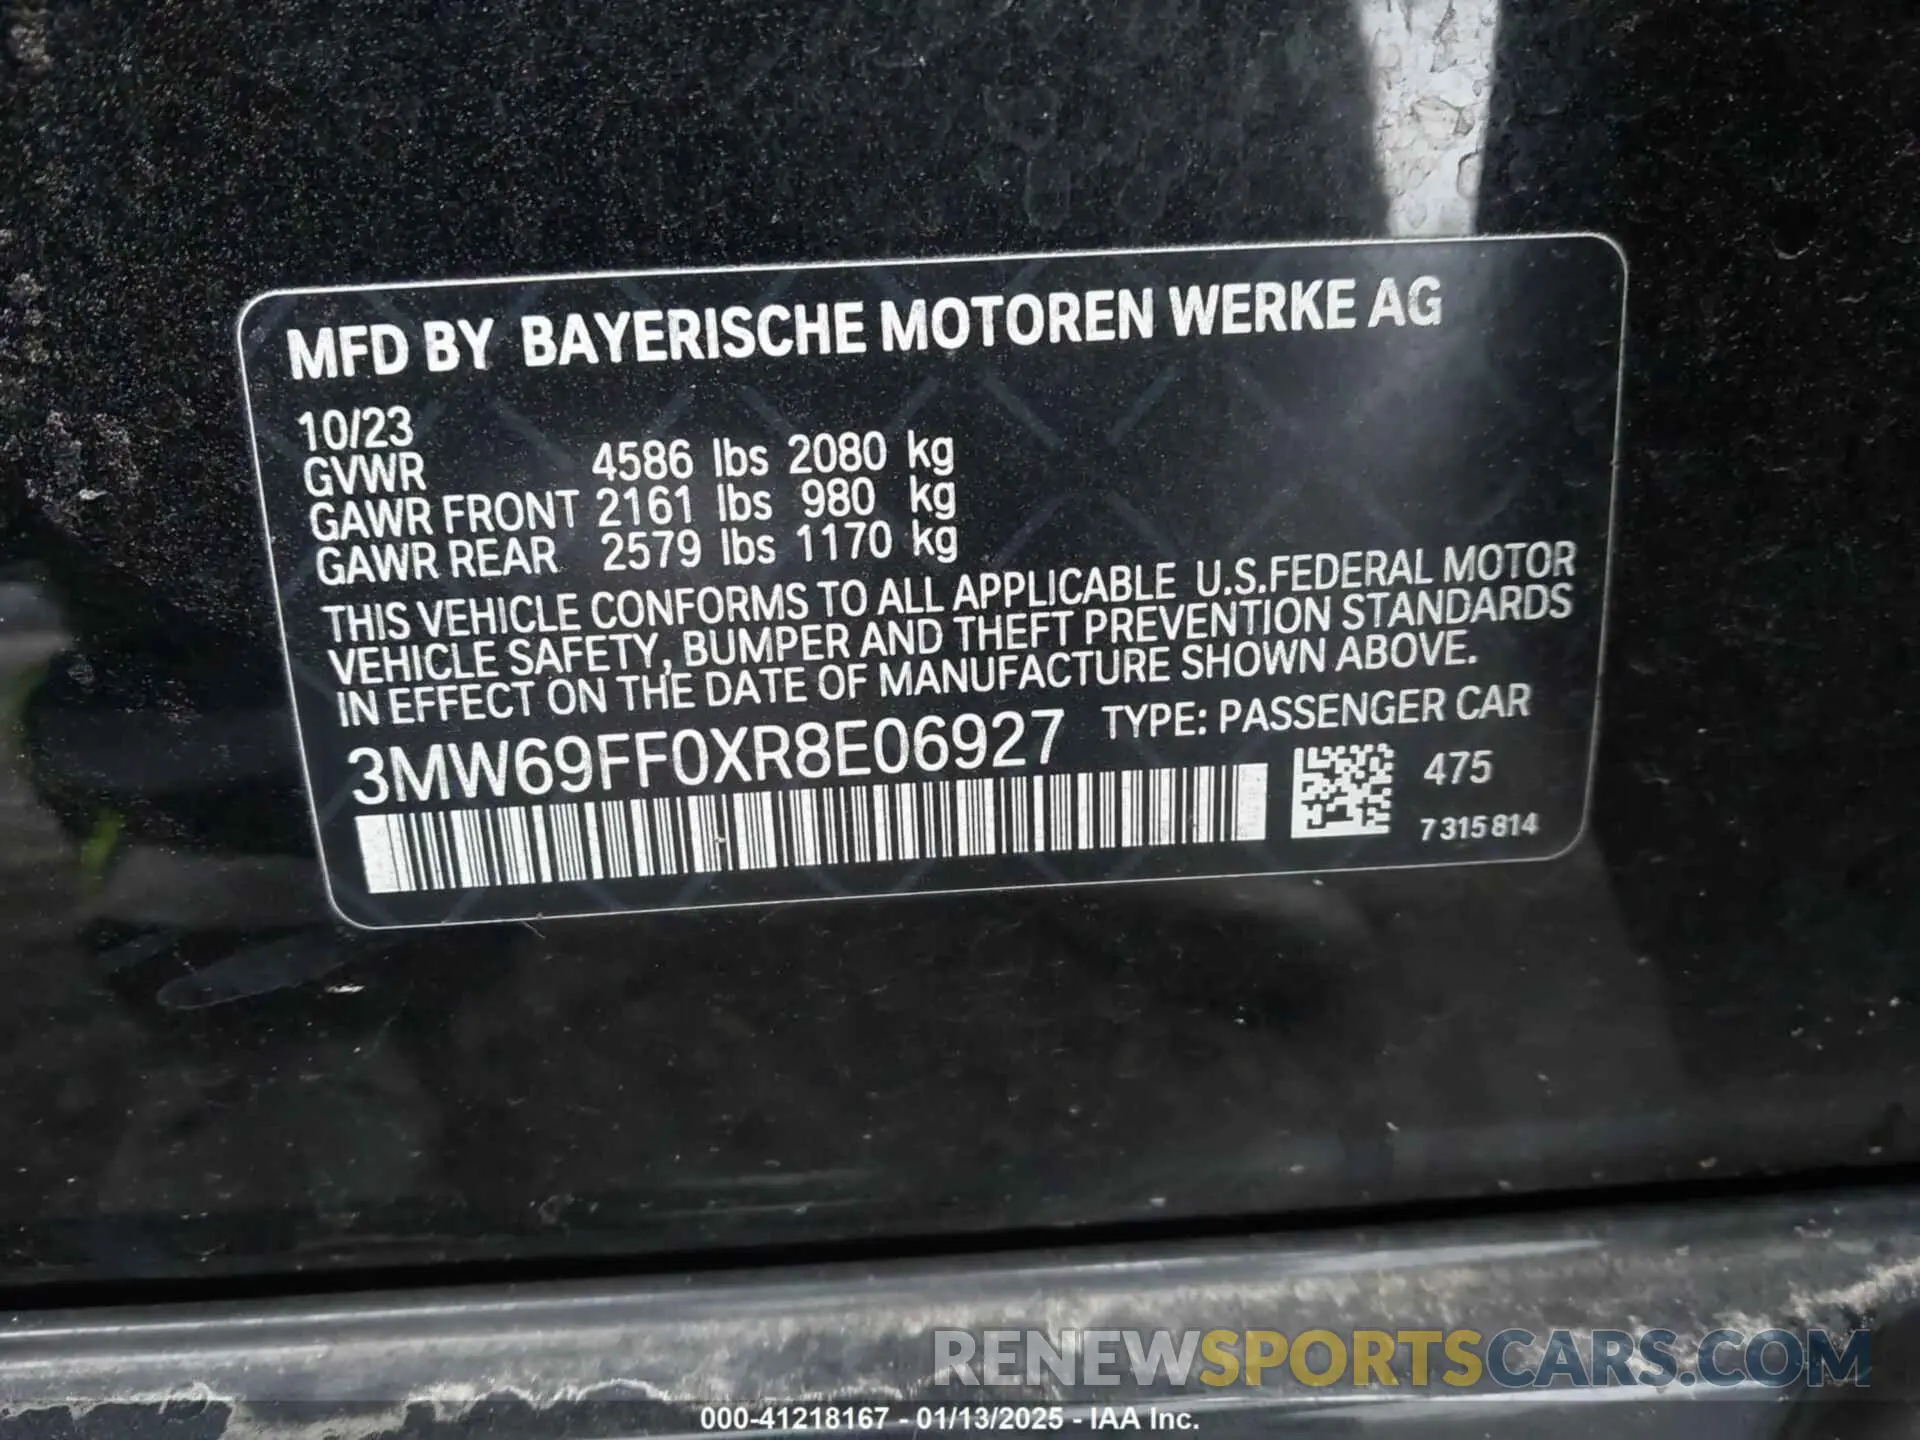 MFD BY BAYERISCHE MOTOREN WERKE AG
10/23
GVWR 4586 lbs 2080 kg
GAWR FRONT 2161 lbs 980 kg
GAWR REAR 2579 lbs 1170 kg
THIS VEHICLE CONFORMS TO ALL APPLICABLE U.S.FEDERAL MOTOR
VEHICLE SAFETY, BUMPER AND THEFT PREVENTION STANDARDS
IN EFFECT ON THE DATE OF MANUFACTURE SHOWN ABOVE.
3MW69FF0XR8E06927 TYPE: PASSENGER CAR
475
7 315 814
RENEWSPORTSCARS.COM
000-41218167 - 01/13/2025 - IAA Inc.